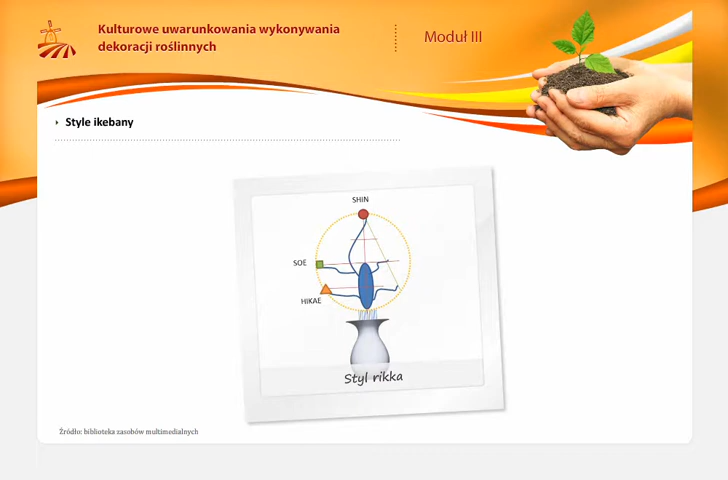 Kulturowe uwarunkowania wykonywania
dekoracji roślinnych
Moduł III
Style ikebany
SHIN
SOE
HIKAE
Styl rikka
Źródło: biblioteka zasobów multimedialnych